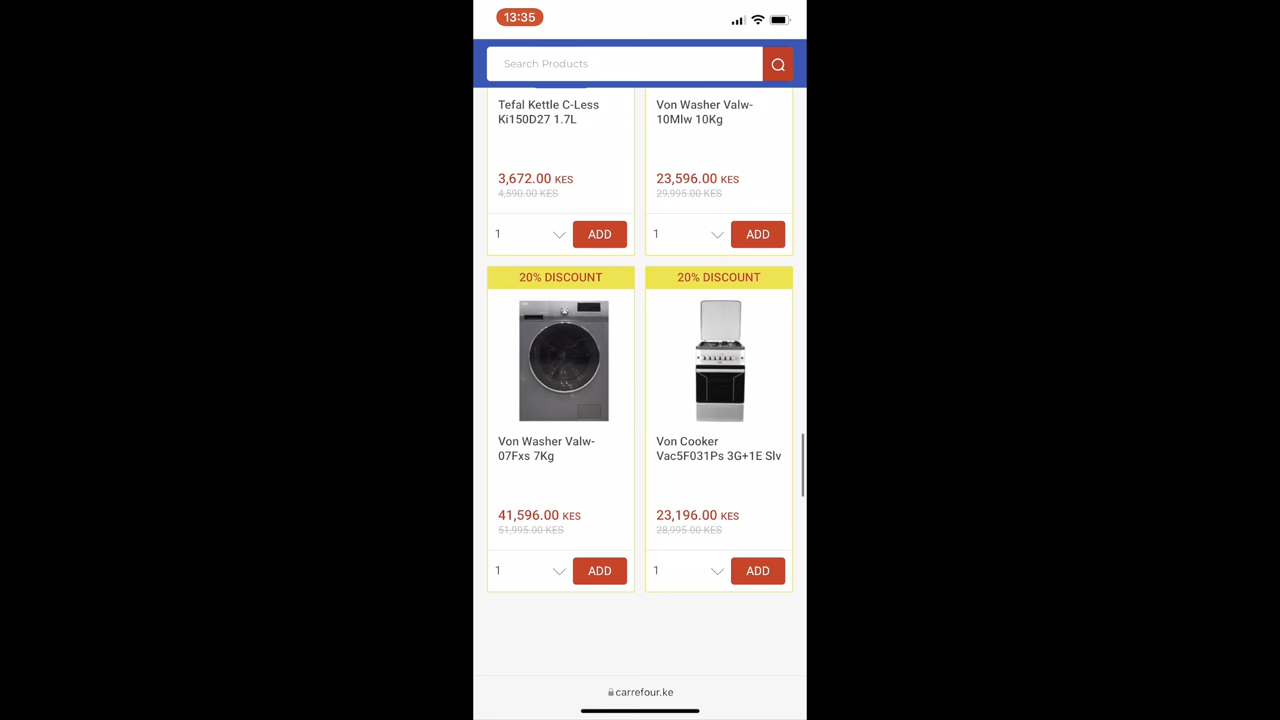 13:35
Search Products
Tefal Kettle C-Less
Ki150D27 1.7L
3,672.00 KES
4,590.00 KES
1
ADD
Von Washer Valw-
10Mlw 10Kg
23,596.00 KES
29,995.00 KES
1
ADD
20% DISCOUNT
Von Washer Valw-
07Fxs 7Kg
41,596.00 KES
51,995.00 KES
1
ADD
20% DISCOUNT
Von Cooker
Vac5F031Ps 3G+1E Slv
23,196.00 KES
28,995.00 KES
1
ADD
carrefour.ke